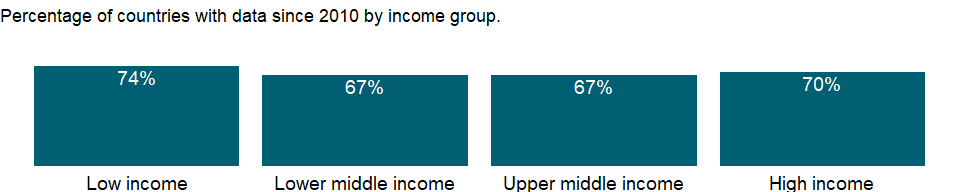 Percentage of countries with data since 2010 by income group.
74% 67% 67% 70%
Low income Lower middle income Upper middle income High income